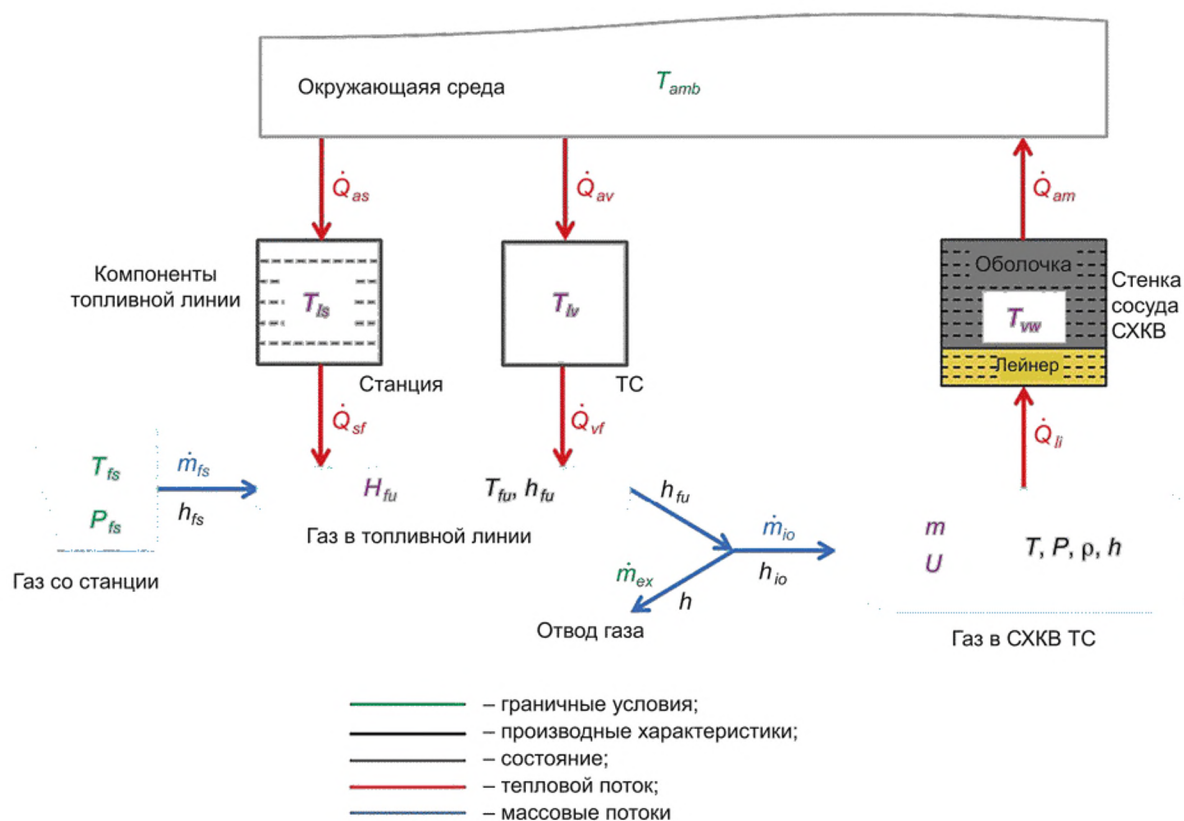 Окружающаяя среда
T_amb
Q̇_as
Q̇_av
Q̇_am
Компоненты
топливной линии
T_ls
T_lv
Оболочка
T_vw
Лейнер
Стенка
сосуда
СХКВ
Станция
ТС
Q̇_sf
Q̇_vf
Q̇_li
T_fs
P_fs
ṁ_fs
h_fs
H_fu
T_fu, h_fu
h_fu
Газ в топливной линии
Газ со станции
ṁ_io
h_io
ṁ_ex
h
Отвод газа
m
U
T, P, ρ, h
Газ в СХКВ ТС
– граничные условия;
– производные характеристики;
– состояние;
– тепловой поток;
– массовые потоки